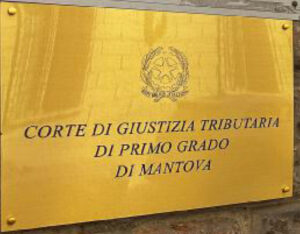 CORTE DI GIUSTIZIA TRIBUTARIA
DI PRIMO GRADO
DI MANTOVA